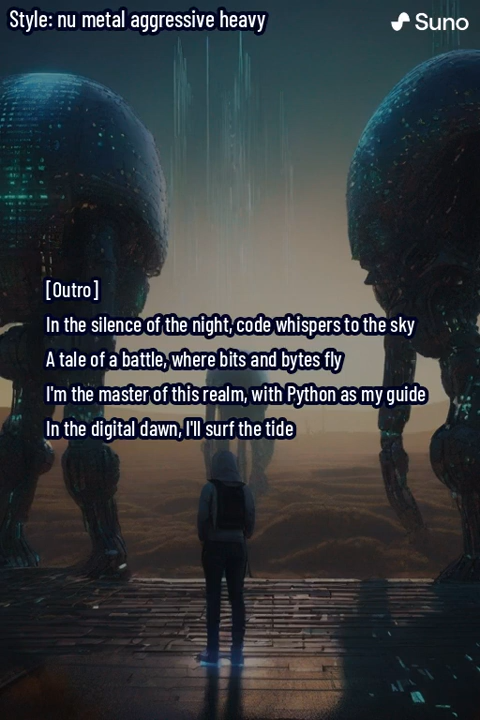 Style: nu metal aggressive heavy
Suno
[Outro]
In the silence of the night, code whispers to the sky
A tale of a battle, where bits and bytes fly
I'm the master of this realm, with Python as my guide
In the digital dawn, I'll surf the tide